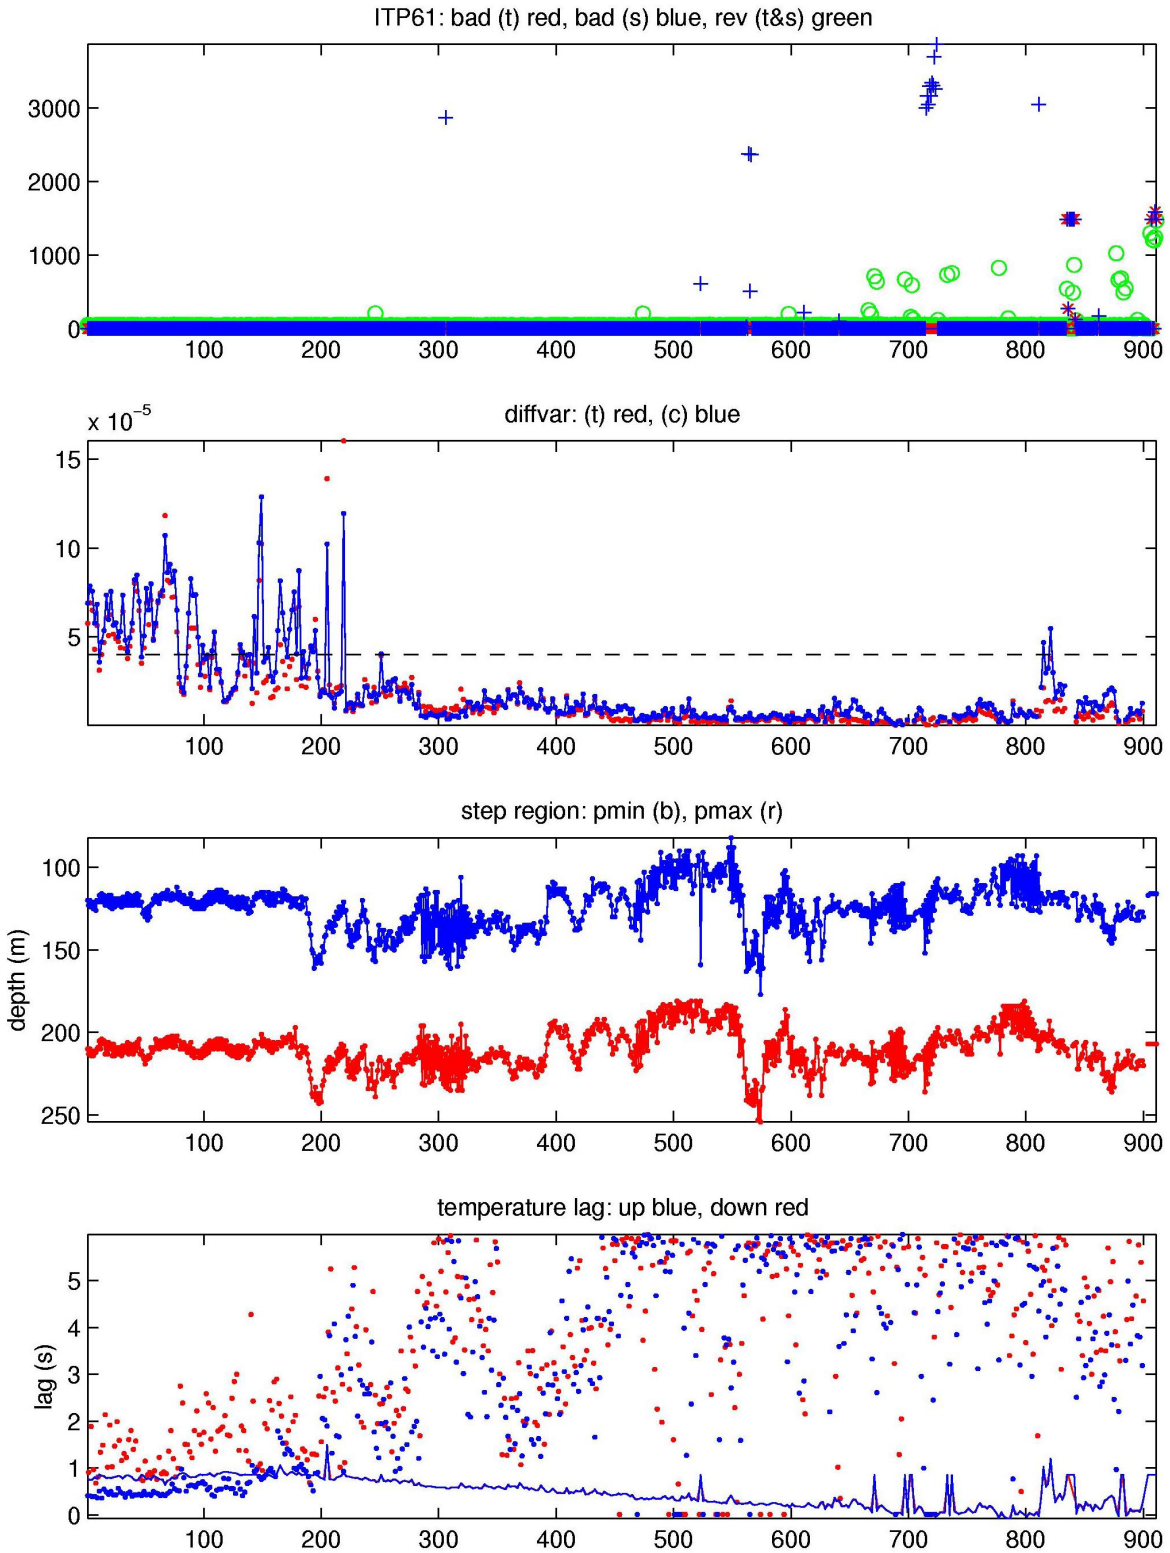 ITP61: bad (t) red, bad (s) blue, rev (t&s) green
3000
2000
1000
0
100 200 300 400 500 600 700 800 900
x 10⁻⁵
diffvar: (t) red, (c) blue
15
10
5
100 200 300 400 500 600 700 800 900
step region: pmin (b), pmax (r)
depth (m)
100
150
200
250
100 200 300 400 500 600 700 800 900
temperature lag: up blue, down red
lag (s)
5
4
3
2
1
0
100 200 300 400 500 600 700 800 900